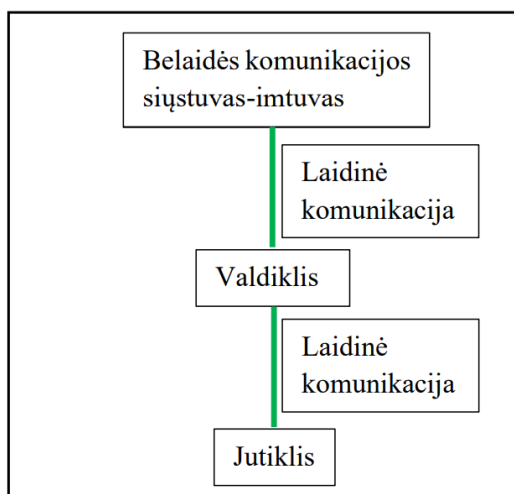 Belaidės komunikacijos
siųstuvas-imtuvas
Laidinė
komunikacija
Valdiklis
Laidinė
komunikacija
Jutiklis